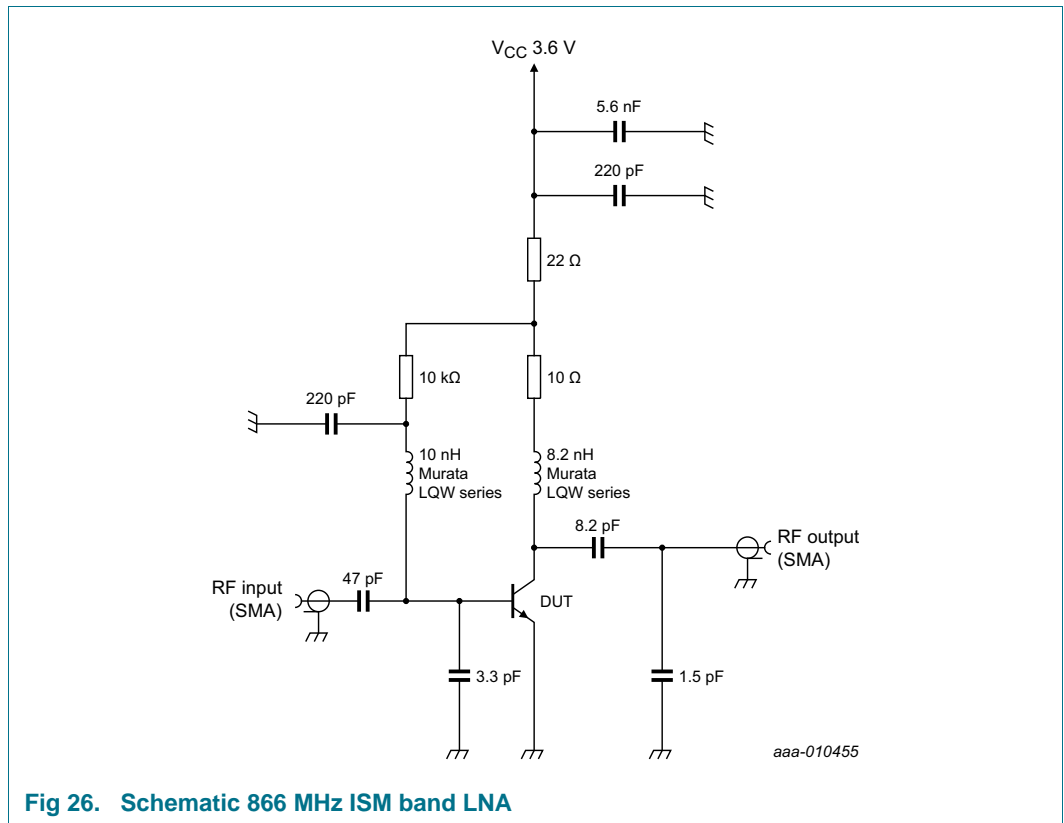 VCC 3.6 V
5.6 nF
220 pF
22 Ω
10 kΩ
10 Ω
220 pF
10 nH
Murata
LQW series
8.2 nH
Murata
LQW series
8.2 pF
RF output
(SMA)
47 pF
RF input
(SMA)
DUT
3.3 pF
1.5 pF
aaa-010455
Fig 26. Schematic 866 MHz ISM band LNA